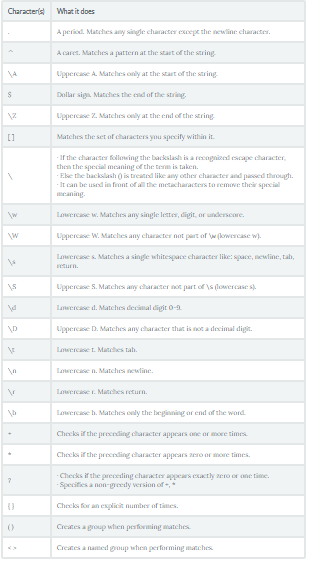 Character(s) What it does
. A period. Matches any single character except the newline character.
^ A caret. Matches a pattern at the start of the string.
\A Uppercase A. Matches only at the start of the string.
$ Dollar sign. Matches the end of the string.
\Z Uppercase Z. Matches only at the end of the string.
[ ] Matches the set of characters you specify within it.
\ · If the character following the backslash is a recognized escape character,
then the special meaning of the term is taken.
· Else the backslash (\) is treated like any other character and passed through.
· It can be used in front of all the metacharacters to remove their special
meaning.
\w Lowercase w. Matches any single letter, digit, or underscore.
\W Uppercase W. Matches any character not part of \w (lowercase w).
\s Lowercase s. Matches a single whitespace character like: space, newline, tab,
return.
\S Uppercase S. Matches any character not part of \s (lowercase s).
\d Lowercase d. Matches decimal digit 0-9.
\D Uppercase D. Matches any character that is not a decimal digit.
\t Lowercase t. Matches tab.
\n Lowercase n. Matches newline.
\r Lowercase r. Matches return.
\b Lowercase b. Matches only the beginning or end of the word.
+ Checks if the preceding character appears one or more times.
* Checks if the preceding character appears zero or more times.
? · Checks if the preceding character appears exactly zero or one time.
· Specifies a non-greedy version of +, *
{ } Checks for an explicit number of times.
( ) Creates a group when performing matches.
< > Creates a named group when performing matches.